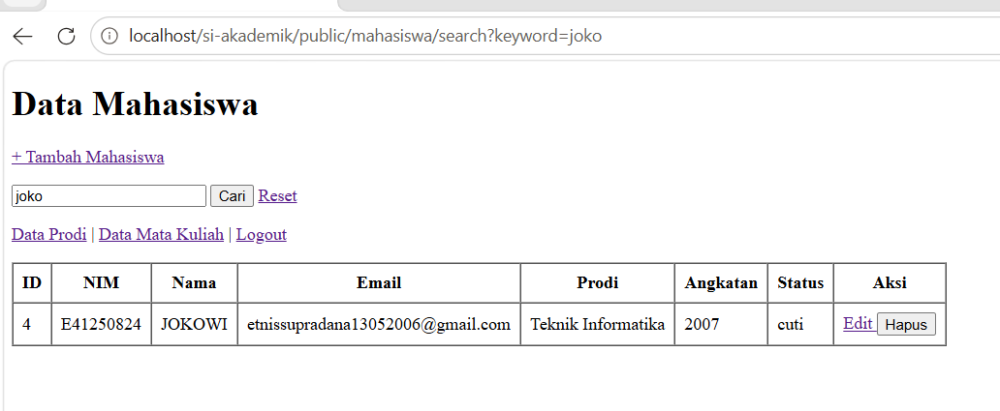 localhost/si-akademik/public/mahasiswa/search?keyword=joko
Data Mahasiswa
+ Tambah Mahasiswa
joko Cari Reset
Data Prodi | Data Mata Kuliah | Logout
ID NIM Nama Email Prodi Angkatan Status Aksi
4 E41250824 JOKOWI etnissupradana13052006@gmail.com Teknik Informatika 2007 cuti Edit Hapus